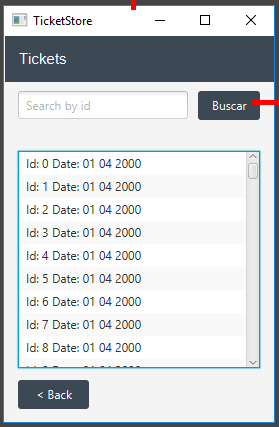 TicketStore
Tickets
Search by id
Buscar
Id: 0 Date: 01 04 2000
Id: 1 Date: 01 04 2000
Id: 2 Date: 01 04 2000
Id: 3 Date: 01 04 2000
Id: 4 Date: 01 04 2000
Id: 5 Date: 01 04 2000
Id: 6 Date: 01 04 2000
Id: 7 Date: 01 04 2000
Id: 8 Date: 01 04 2000
< Back